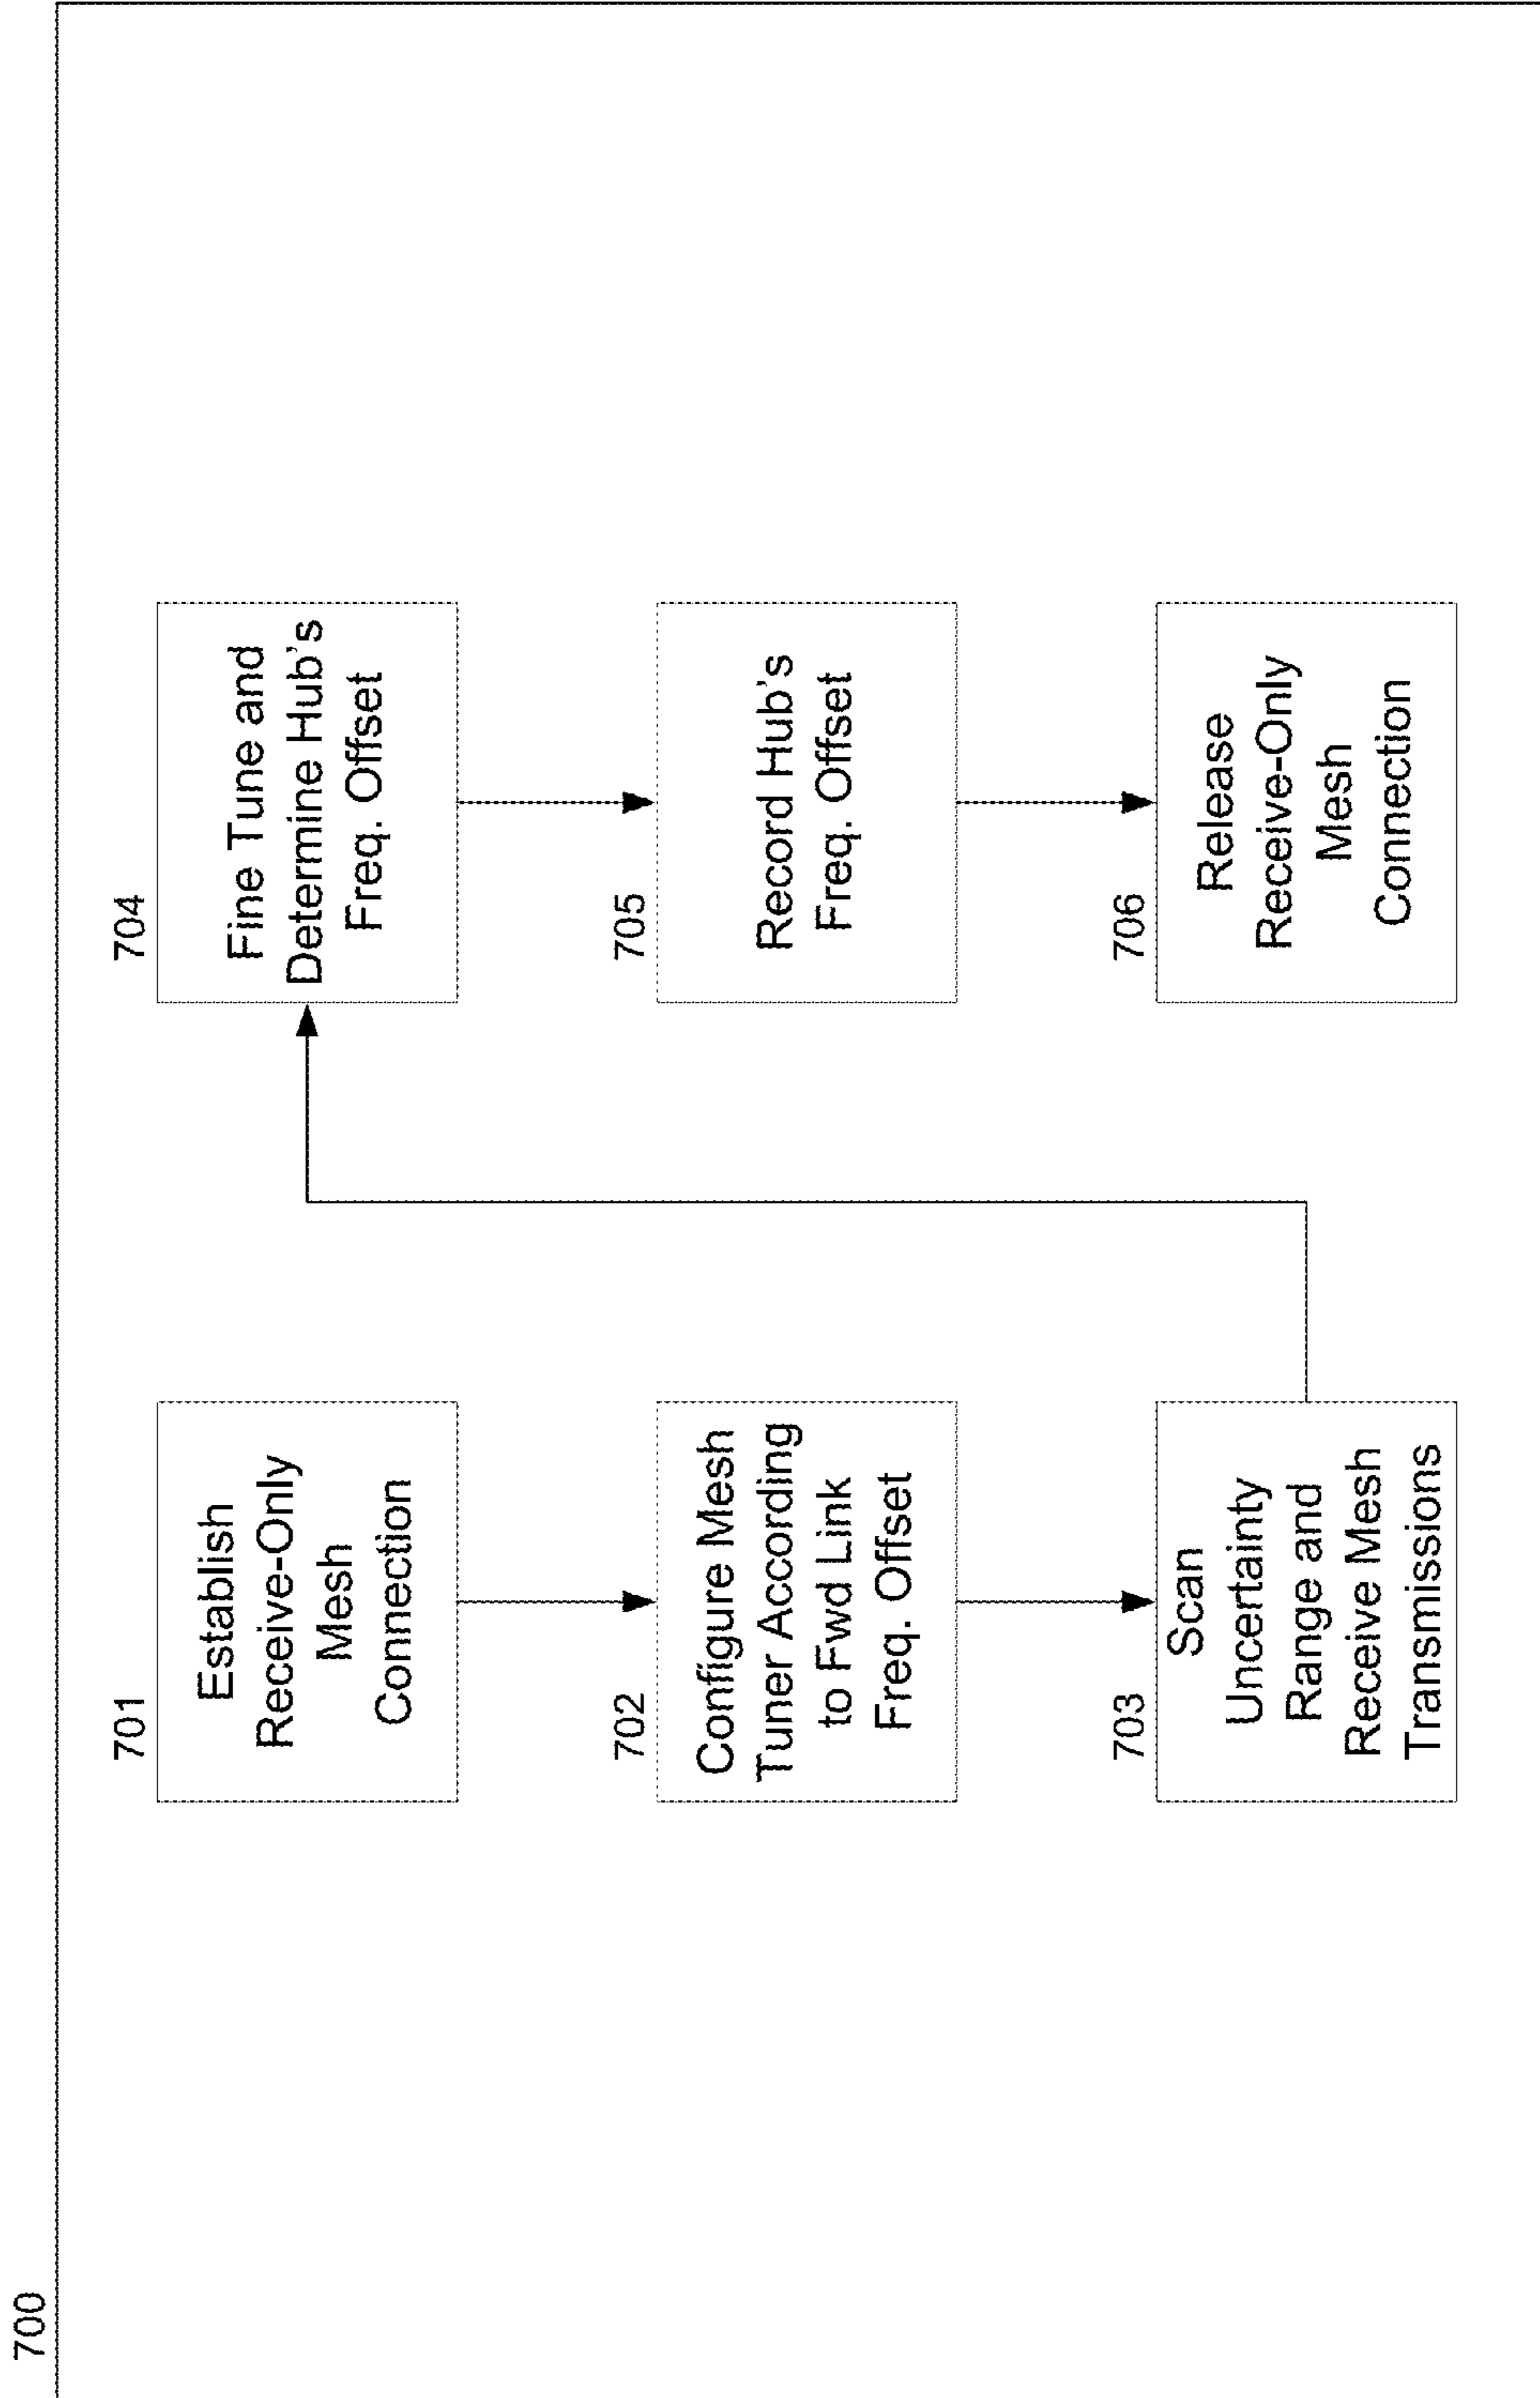 700
701
Establish
Receive-Only
Mesh
Connection
702
Configure Mesh
Tuner According
to Fwd Link
Freq. Offset
703
Scan
Uncertainty
Range and
Receive Mesh
Transmissions
704
Fine Tune and
Determine Hub's
Freq. Offset
705
Record Hub's
Freq. Offset
706
Release
Receive-Only
Mesh
Connection